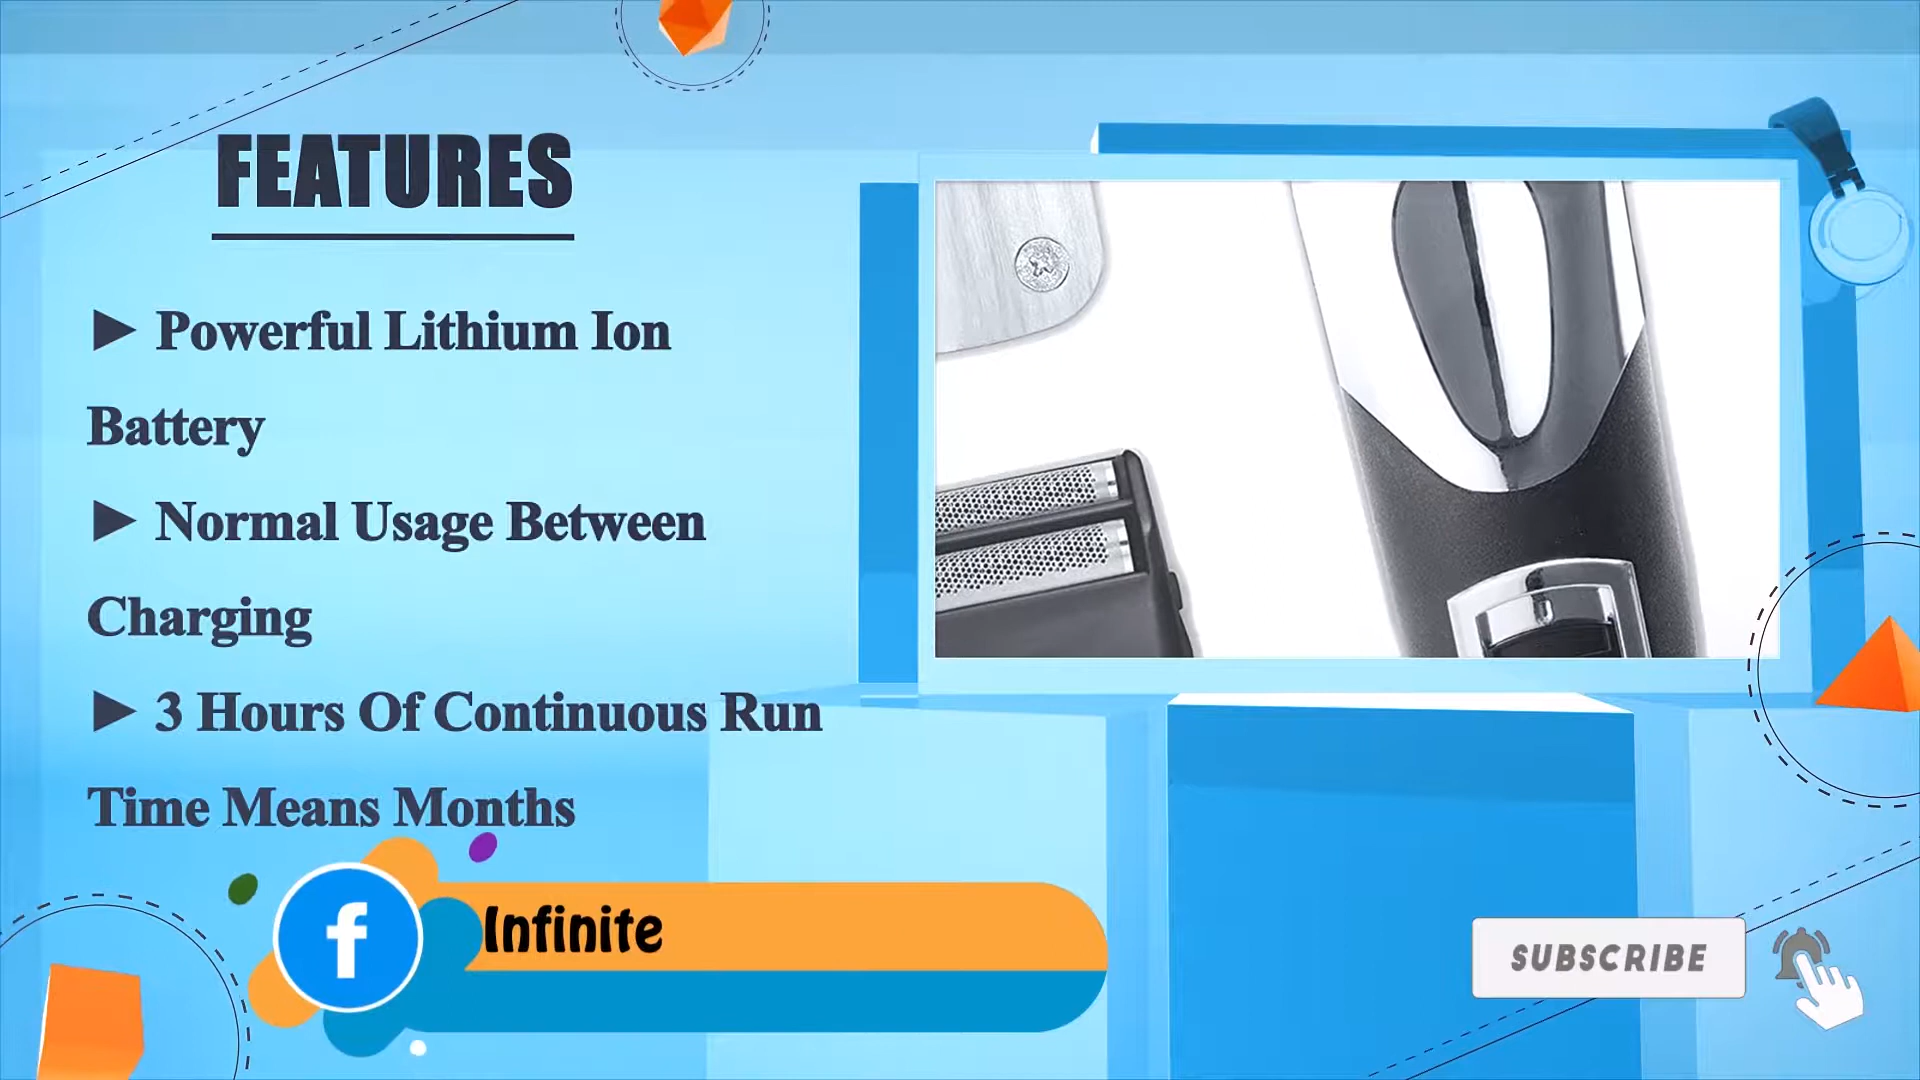 FEATURES
► Powerful Lithium Ion
Battery
► Normal Usage Between
Charging
► 3 Hours Of Continuous Run
Time Means Months
f
Infinite
SUBSCRIBE